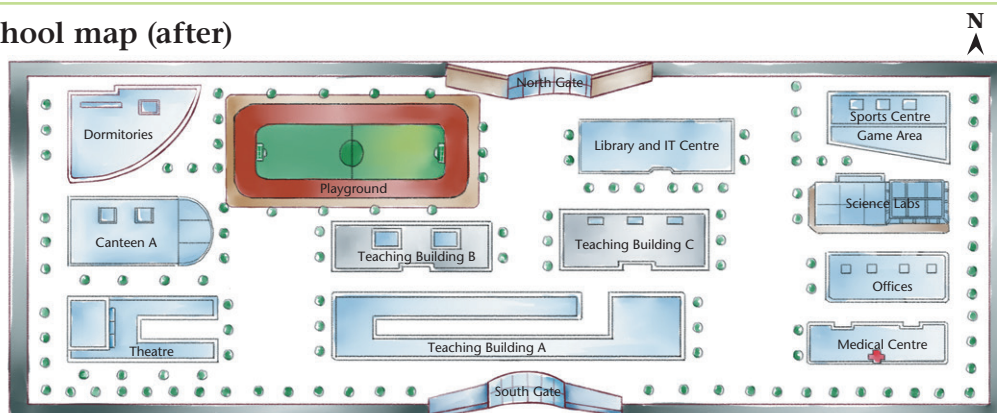 hool map (after)
N
North Gate
Dormitories
Playground
Library and IT Centre
Sports Centre
Game Area
Canteen A
Teaching Building B
Teaching Building C
Science Labs
Offices
Theatre
Teaching Building A
Medical Centre
South Gate